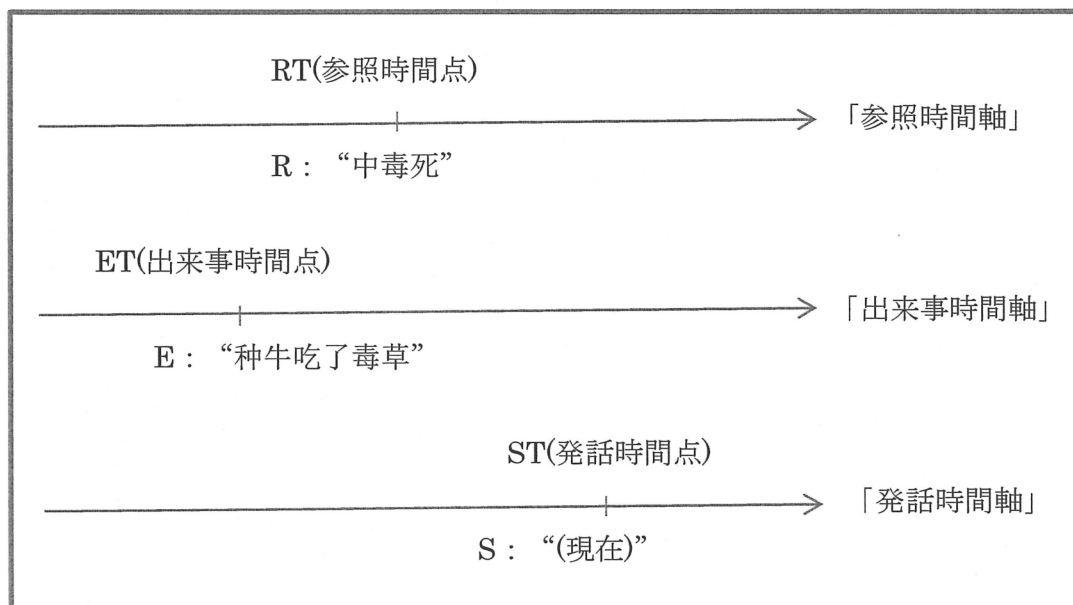 RT(参照時間点)
「参照時間軸」
R： “中毒死”
ET(出来事時間点)
「出来事時間軸」
E： “种牛吃了毒草”
ST(発話時間点)
「発話時間軸」
S： “(現在)”